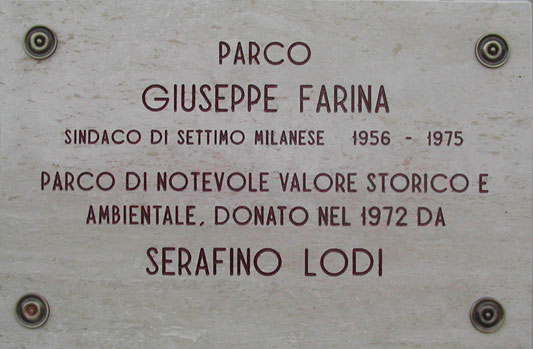 PARCO
GIUSEPPE FARINA
SINDACO DI SETTIMO MILANESE 1956 - 1975
PARCO DI NOTEVOLE VALORE STORICO E
AMBIENTALE, DONATO NEL 1972 DA
SERAFINO LODI